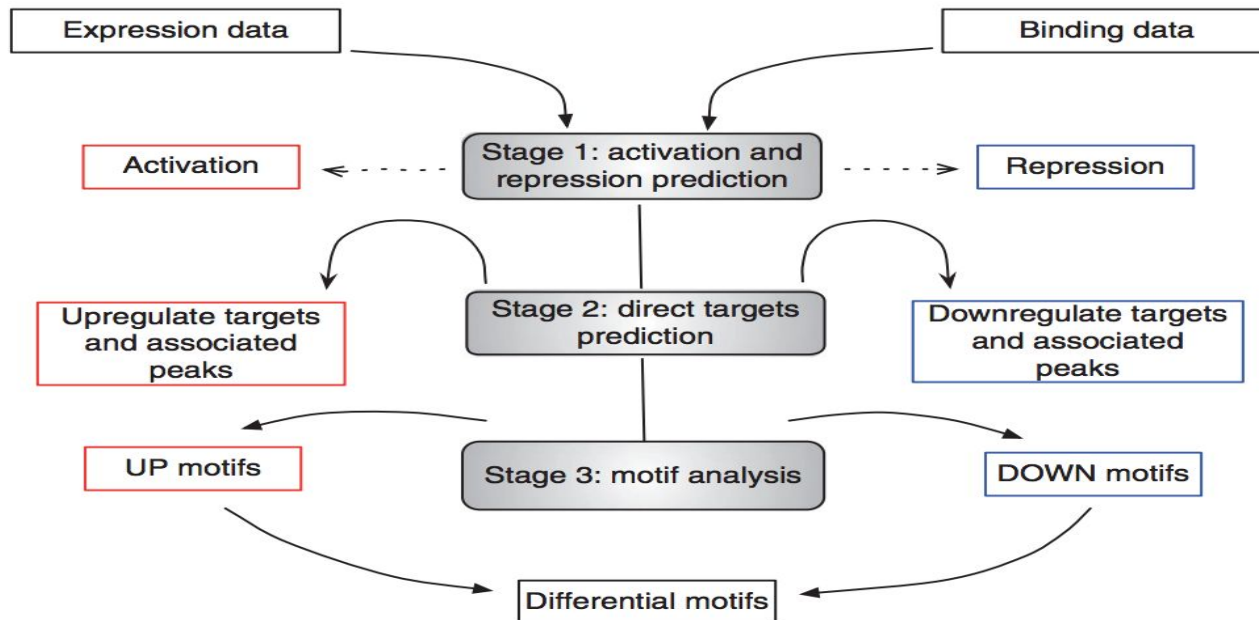 Expression data
Binding data
Activation
Stage 1: activation and
repression prediction
Repression
Upregulate targets
and associated
peaks
Stage 2: direct targets
prediction
Downregulate targets
and associated
peaks
UP motifs
Stage 3: motif analysis
DOWN motifs
Differential motifs